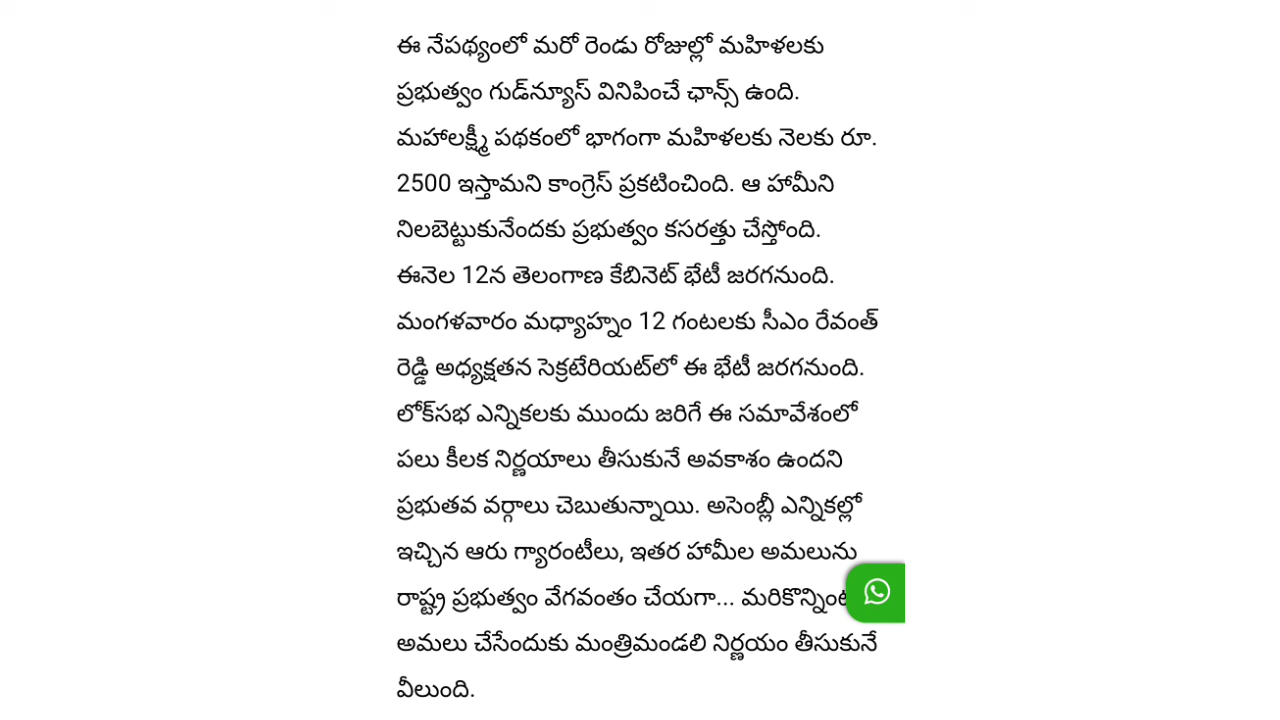 ఈ నేపథ్యంలో మరో రెండు రోజుల్లో మహిళలకు
ప్రభుత్వం గుడ్‌న్యూస్ వినిపించే ఛాన్స్ ఉంది.
మహాలక్ష్మీ పథకంలో భాగంగా మహిళలకు నెలకు రూ.
2500 ఇస్తామని కాంగ్రెస్ ప్రకటించింది. ఆ హామీని
నిలబెట్టుకునేందకు ప్రభుత్వం కసరత్తు చేస్తోంది.
ఈనెల 12న తెలంగాణ కేబినెట్ భేటీ జరగనుంది.
మంగళవారం మధ్యాహ్నం 12 గంటలకు సీఎం రేవంత్
రెడ్డి అధ్యక్షతన సెక్రటేరియట్‌లో ఈ భేటీ జరగనుంది.
లోక్‌సభ ఎన్నికలకు ముందు జరిగే ఈ సమావేశంలో
పలు కీలక నిర్ణయాలు తీసుకునే అవకాశం ఉందని
ప్రభుతవ వర్గాలు చెబుతున్నాయి. అసెంబ్లీ ఎన్నికల్లో
ఇచ్చిన ఆరు గ్యారంటీలు, ఇతర హామీల అమలును
రాష్ట్ర ప్రభుత్వం వేగవంతం చేయగా...
అమలు చేసేందుకు మంత్రిమండలి నిర్ణయం తీసుకునే
వీలుంది.